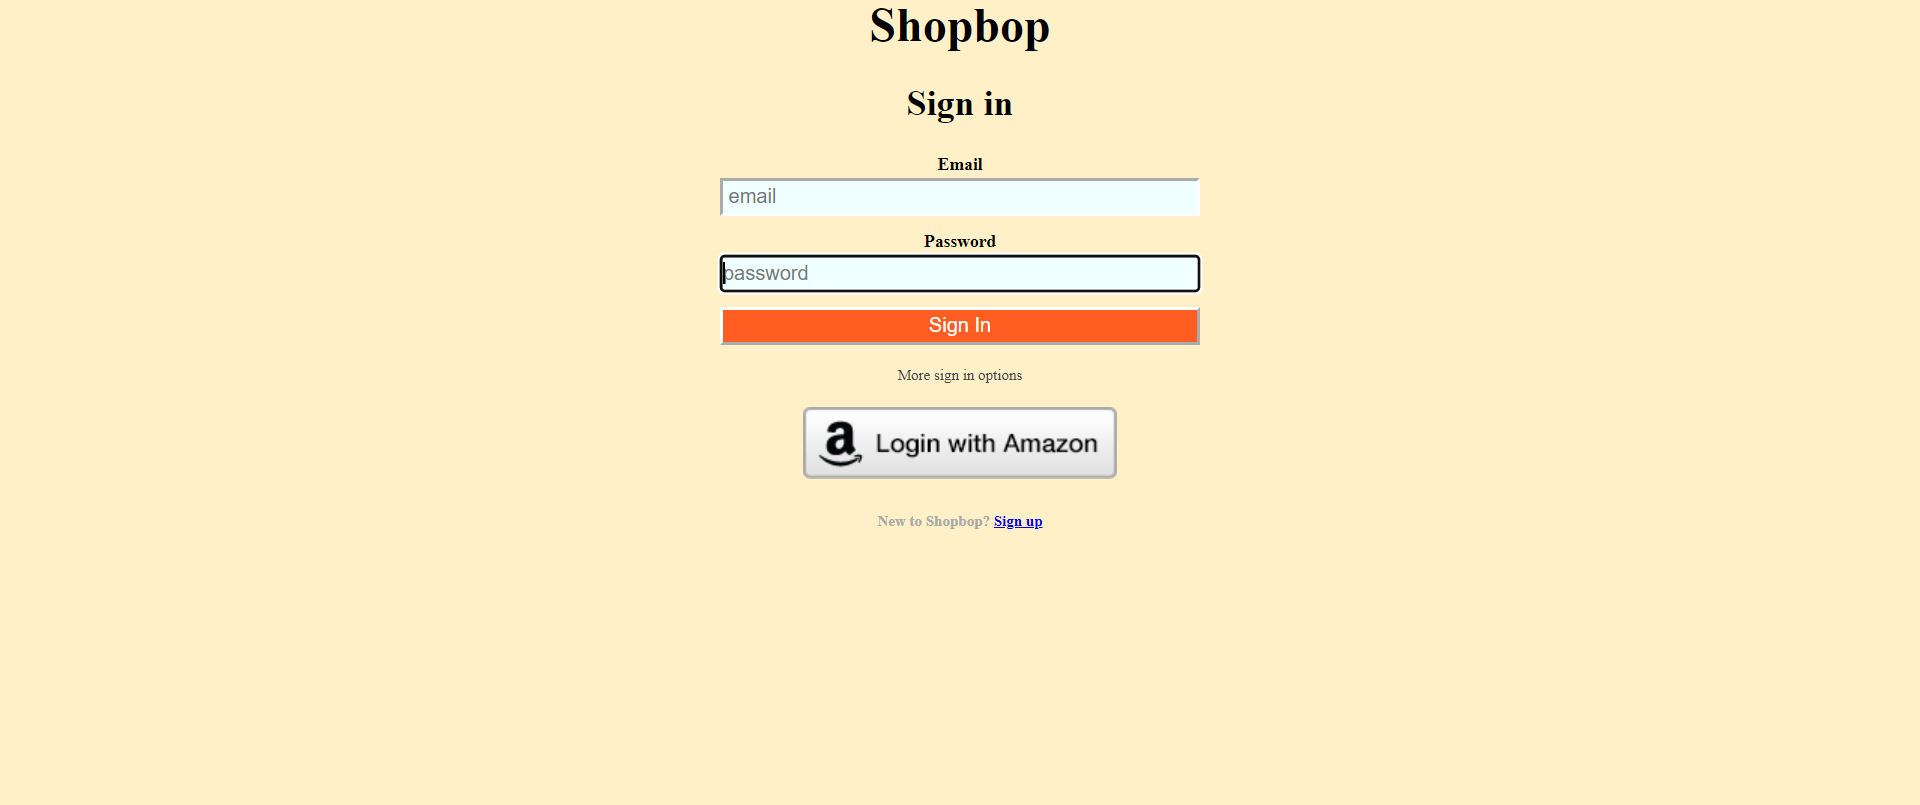 Shopbop
Sign in
Email
email
Password
password
Sign In
More sign in options
a Login with Amazon
New to Shopbop? Sign up